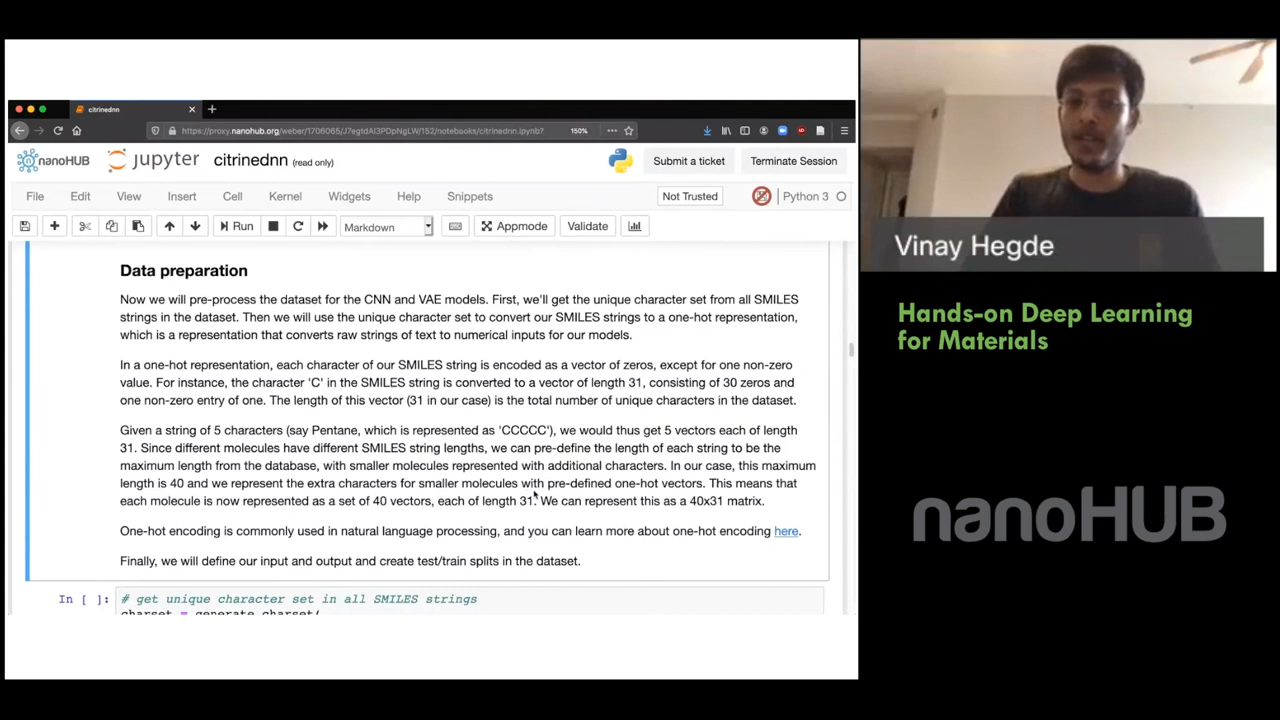 citrinednn
https://proxy.nanohub.org/weber/1706065/J7egtdAI3PDpNgLW/152/notebooks/citrinednn.ipynb?
150%
nanoHUB
jupyter
citrinednn (read only)
Submit a ticket
Terminate Session
File Edit View Insert Cell Kernel Widgets Help Snippets
Not Trusted
Python 3
Run
Markdown
Appmode
Validate
Data preparation
Now we will pre-process the dataset for the CNN and VAE models. First, we'll get the unique character set from all SMILES
strings in the dataset. Then we will use the unique character set to convert our SMILES strings to a one-hot representation,
which is a representation that converts raw strings of text to numerical inputs for our models.
In a one-hot representation, each character of our SMILES string is encoded as a vector of zeros, except for one non-zero
value. For instance, the character 'C' in the SMILES string is converted to a vector of length 31, consisting of 30 zeros and
one non-zero entry of one. The length of this vector (31 in our case) is the total number of unique characters in the dataset.
Given a string of 5 characters (say Pentane, which is represented as 'CCCCC'), we would thus get 5 vectors each of length
31. Since different molecules have different SMILES string lengths, we can pre-define the length of each string to be the
maximum length from the database, with smaller molecules represented with additional characters. In our case, this maximum
length is 40 and we represent the extra characters for smaller molecules with pre-defined one-hot vectors. This means that
each molecule is now represented as a set of 40 vectors, each of length 31. We can represent this as a 40x31 matrix.
One-hot encoding is commonly used in natural language processing, and you can learn more about one-hot encoding here.
Finally, we will define our input and output and create test/train splits in the dataset.
In [ ]: # get unique character set in all SMILES strings
charset = generate_charset(
Vinay Hegde
Hands-on Deep Learning
for Materials
nanoHUB